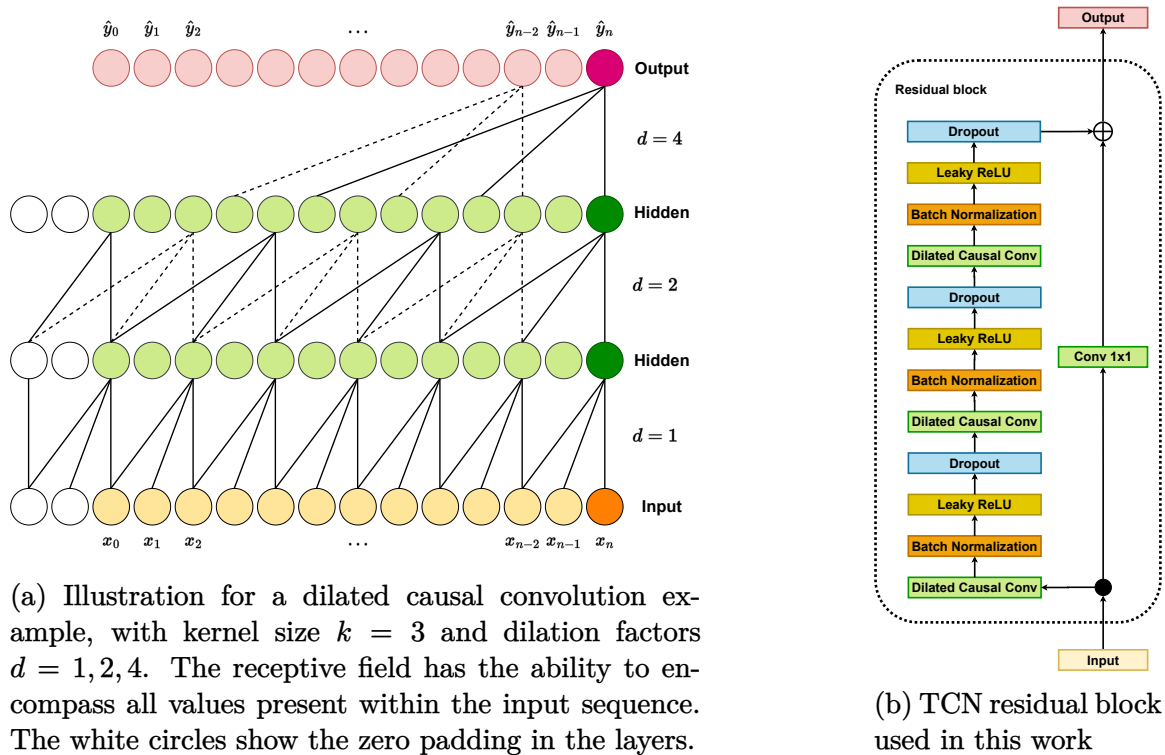 ŷ₀ ŷ₁ ŷ₂ … ŷₙ₋₂ ŷₙ₋₁ ŷₙ
Output
d = 4
Hidden
d = 2
Hidden
d = 1
Input
x₀ x₁ x₂ … xₙ₋₂ xₙ₋₁ xₙ
(a) Illustration for a dilated causal convolution ex-
ample, with kernel size k = 3 and dilation factors
d = 1, 2, 4. The receptive field has the ability to en-
compass all values present within the input sequence.
The white circles show the zero padding in the layers.
Output
Residual block
Dropout
Leaky ReLU
Batch Normalization
Dilated Causal Conv
Dropout
Leaky ReLU
Conv 1x1
Batch Normalization
Dilated Causal Conv
Dropout
Leaky ReLU
Batch Normalization
Dilated Causal Conv
Input
(b) TCN residual block
used in this work